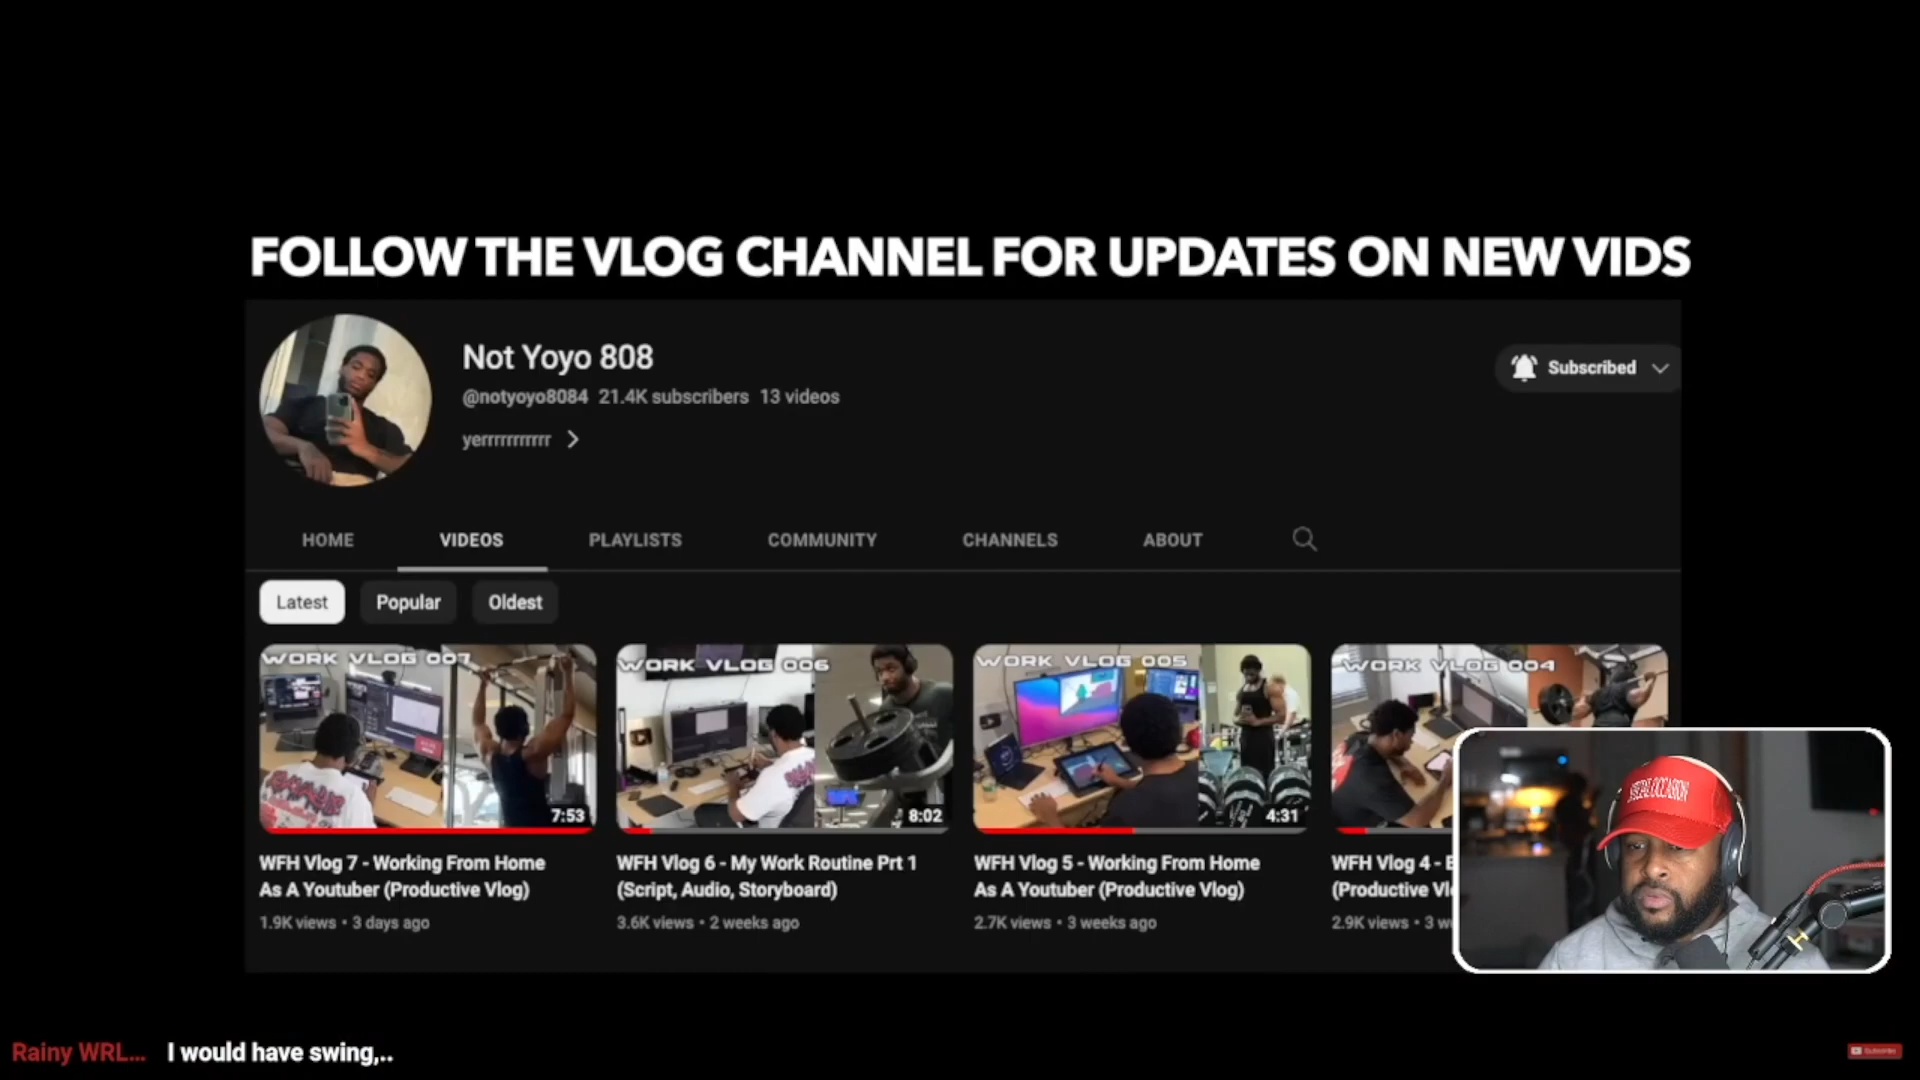 FOLLOW THE VLOG CHANNEL FOR UPDATES ON NEW VIDS
Not Yoyo 808
@notyoyo8084 21.4K subscribers 13 videos
yerrrrrrrrrrr
Subscribed
HOME VIDEOS PLAYLISTS COMMUNITY CHANNELS ABOUT
Latest Popular Oldest
WORK VLOG 007
WORK VLOG 006
WORK VLOG 005
WORK VLOG 004
7:53
8:02
4:31
WFH Vlog 7 - Working From Home
As A Youtuber (Productive Vlog)
1.9K views • 3 days ago
WFH Vlog 6 - My Work Routine Prt 1
(Script, Audio, Storyboard)
3.6K views • 2 weeks ago
WFH Vlog 5 - Working From Home
As A Youtuber (Productive Vlog)
2.7K views • 3 weeks ago
WFH Vlog 4 -
(Productive
2.9K views • 3
Rainy WRL... I would have swing,..
Subscribe